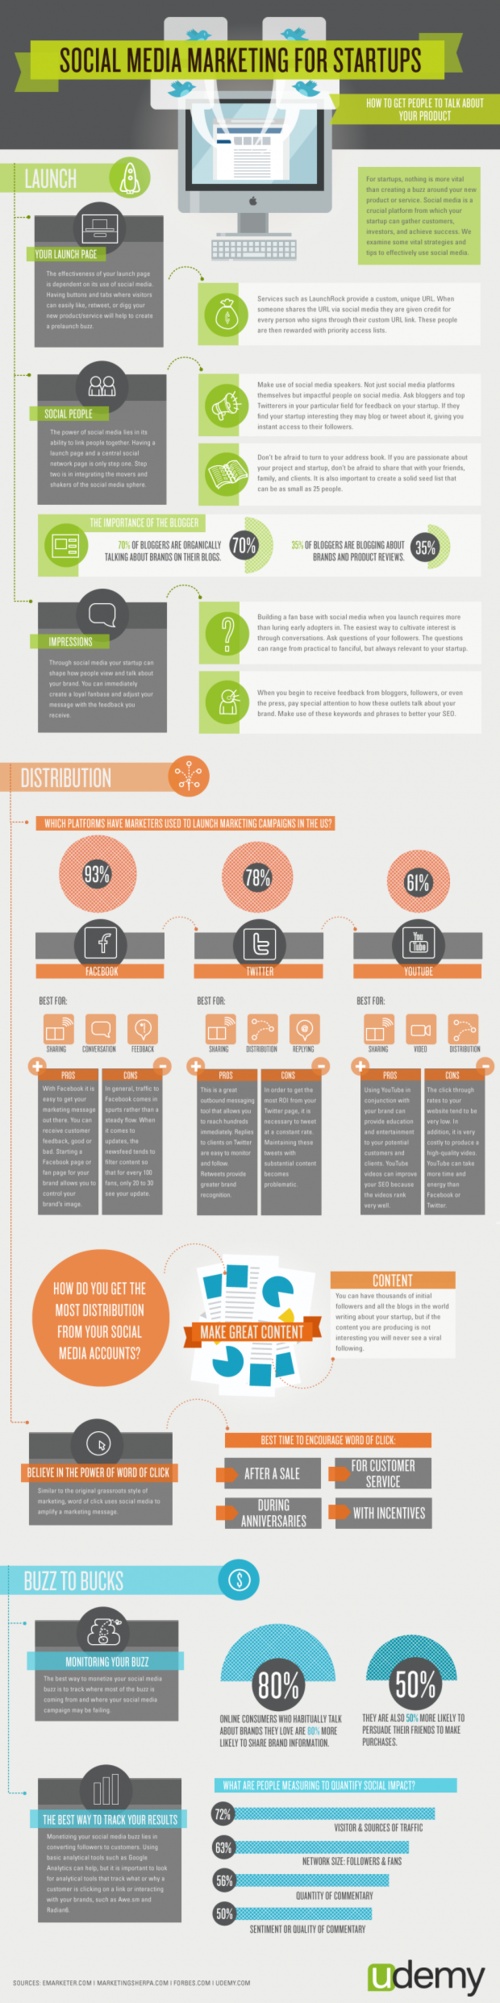 SOCIAL MEDIA MARKETING FOR STARTUPS
HOW TO GET PEOPLE TO TALK ABOUT
YOUR PRODUCT
LAUNCH
For startups, nothing is more vital
than creating a buzz around your new
product or service. Social media is a
crucial platform from which your
startup can gather customers,
investors, and achieve success. We
examine some vital strategies and
tips to effectively use social media.
YOUR LAUNCH PAGE
The effectiveness of your launch page
is dependent on its use of social media.
Having buttons and tabs where visitors
can easily like, retweet, or digg your
new product/service will help to create
a prelaunch buzz.
Services such as LaunchRock provide a custom, unique URL. When
someone shares the URL via social media they are given credit for
every person who signs through their custom URL link. These people
are then rewarded with priority access lists.
SOCIAL PEOPLE
The power of social media lies in its
ability to link people together. Having a
launch page and a central social
network page is only step one. Step
two is in integrating the movers and
shakers of the social media sphere.
Make use of social media speakers. Not just social media platforms
themselves but impactful people on social media. Ask bloggers and top
Twitterers in your particular field for feedback on your startup. If they
find your startup interesting they may blog or tweet about it, giving you
instant access to their followers.
Don't be afraid to turn to your address book. If you are passionate about
your project and startup, don't be afraid to share that with your friends,
family, and clients. It is also important to create a solid seed list that
can be as small as 25 people.
THE IMPORTANCE OF THE BLOGGER
70% OF BLOGGERS ARE ORGANICALLY
TALKING ABOUT BRANDS ON THEIR BLOGS.
70%
35% OF BLOGGERS ARE BLOGGING ABOUT
BRANDS AND PRODUCT REVIEWS.
35%
IMPRESSIONS
Through social media your startup can
shape how people view and talk about
your brand. You can immediately
create a loyal fanbase and adjust your
message with the feedback you
receive.
Building a fan base with social media when you launch requires more
than luring early adopters in. The easiest way to cultivate interest is
through conversations. Ask questions of your followers. The questions
can range from practical to fanciful, but always relevant to your startup.
When you begin to receive feedback from bloggers, followers, or even
the press, pay special attention to how these outlets talk about your
brand. Make use of these keywords and phrases to better your SEO.
DISTRIBUTION
WHICH PLATFORMS HAVE MARKETERS USED TO LAUNCH MARKETING CAMPAIGNS IN THE US?
93%
78%
61%
You
Tube
FACEBOOK
TWITTER
YOUTUBE
BEST FOR:
SHARING
CONVERSATION
FEEDBACK
BEST FOR:
SHARING
DISTRIBUTION
REPLYING
BEST FOR:
SHARING
VIDEO
DISTRIBUTION
PROS
With Facebook it is
easy to get your
marketing message
out there. You can
receive customer
feedback, good or
bad. Starting a
Facebook page or
fan page for your
brand allows you to
control your
brand's image.
CONS
In general, traffic to
Facebook comes in
spurts rather than a
steady flow. When
it comes to
updates, the
newsfeed tends to
filter content so
that for every 100
fans, only 20 to 30
see your update.
PROS
This is a great
outbound messaging
tool that allows you
to reach hundreds
immediately. Replies
to clients on Twitter
are easy to monitor
and follow.
Retweets provide
greater brand
recognition.
CONS
In order to get the
most ROI from your
Twitter page, it is
necessary to tweet
at a constant rate.
Maintaining these
tweets with
substantial content
becomes
problematic.
PROS
Using YouTube in
conjunction with
your brand can
provide education
and entertainment
to your potential
customers and
clients. YouTube
videos can improve
your SEO because
the videos rank
very well.
CONS
The click through
rates to your
website tend to be
very low. In
addition, it is very
costly to produce a
high-quality video.
YouTube can take
more time and
energy than
Facebook or
Twitter.
HOW DO YOU GET THE
MOST DISTRIBUTION
FROM YOUR SOCIAL
MEDIA ACCOUNTS?
MAKE GREAT CONTENT
CONTENT
You can have thousands of initial
followers and all the blogs in the world
writing about your startup, but if the
content you are producing is not
interesting you will never see a viral
following.
BELIEVE IN THE POWER OF WORD OF CLICK
Similar to the original grassroots style of
marketing, word of click uses social media to
amplify a marketing message.
BEST TIME TO ENCOURAGE WORD OF CLICK:
AFTER A SALE
FOR CUSTOMER
SERVICE
DURING
ANNIVERSARIES
WITH INCENTIVES
BUZZ TO BUCKS
MONITORING YOUR BUZZ
The best way to monetize your social media
buzz is to track where most of the buzz is
coming from and where your social media
campaign may be failing.
80%
ONLINE CONSUMERS WHO HABITUALLY TALK
ABOUT BRANDS THEY LOVE ARE 80% MORE
LIKELY TO SHARE BRAND INFORMATION.
50%
THEY ARE ALSO 50% MORE LIKELY TO
PERSUADE THEIR FRIENDS TO MAKE
PURCHASES.
THE BEST WAY TO TRACK YOUR RESULTS
Monetizing your social media buzz lies in
converting followers to customers. Using
basic analytical tools such as Google
Analytics can help, but it is important to look
for analytical tools that track what or why a
customer is clicking on a link or interacting
with your brands, such as Awe.sm and
Radian6.
WHAT ARE PEOPLE MEASURING TO QUANTIFY SOCIAL IMPACT?
72%
VISITOR & SOURCES OF TRAFFIC
63%
NETWORK SIZE: FOLLOWERS & FANS
56%
QUANTITY OF COMMENTARY
50%
SENTIMENT OR QUALITY OF COMMENTARY
SOURCES: EMARKETER.COM | MARKETINGSHERPA.COM | FORBES.COM | UDEMY.COM
udemy